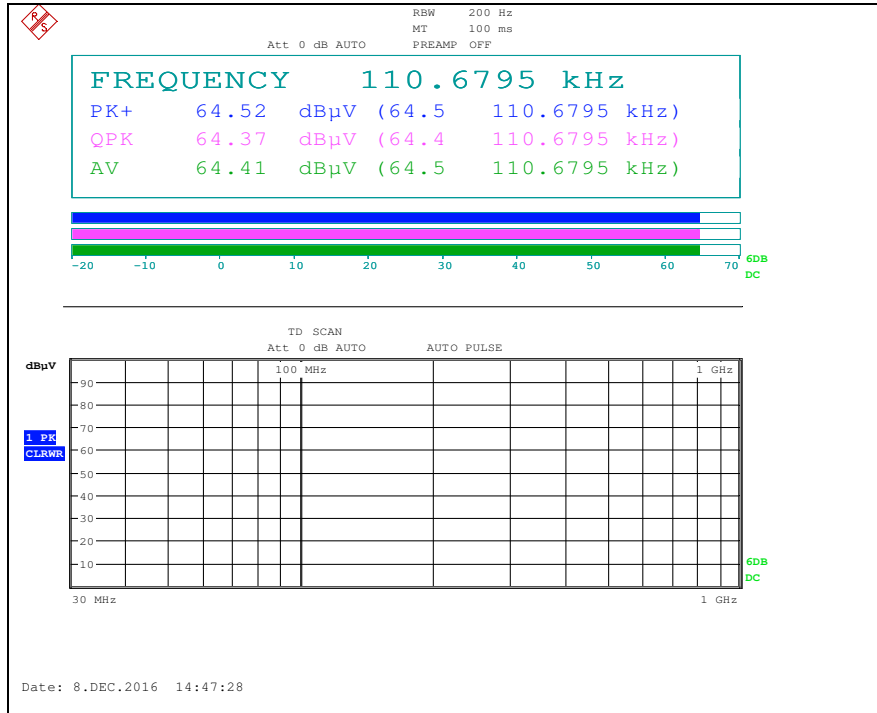 R S
RBW 200 Hz
MT 100 ms
Att 0 dB AUTO PREAMP OFF
FREQUENCY 110.6795 kHz
PK+ 64.52 dBµV (64.5 110.6795 kHz)
QPK 64.37 dBµV (64.4 110.6795 kHz)
AV 64.41 dBµV (64.5 110.6795 kHz)
-20 -10 0 10 20 30 40 50 60 70
6DB
DC
TD SCAN
Att 0 dB AUTO AUTO PULSE
dBµV
100 MHz 1 GHz
90
80
70
1 PK
CLRWR
60
50
40
30
20
10
6DB
DC
30 MHz 1 GHz
Date: 8.DEC.2016 14:47:28